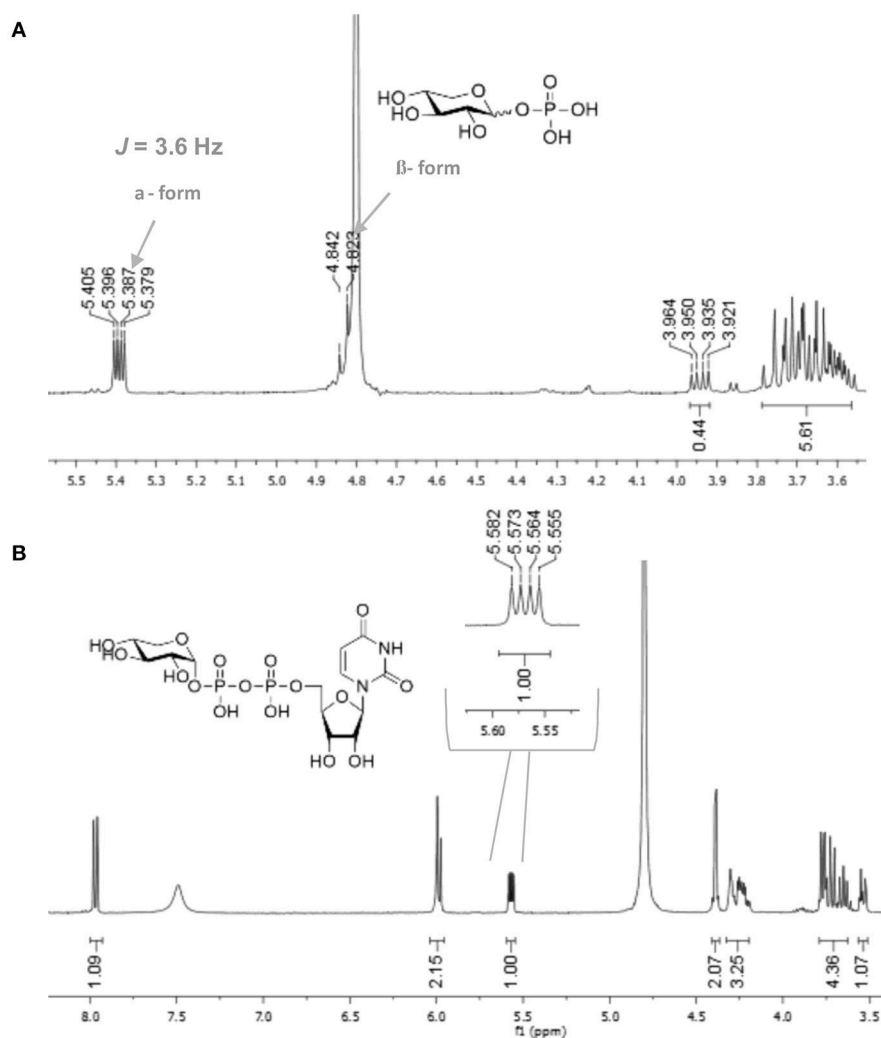 A
O
HO
HO
HO
O
P
O
OH
OH
J = 3.6 Hz
a - form
ß- form
5.405
5.396
5.387
5.379
4.842
4.823
3.964
3.950
3.935
3.921
0.44
5.61
5.5 5.4 5.3 5.2 5.1 5.0 4.9 4.8 4.7 4.6 4.5 4.4 4.3 4.2 4.1 4.0 3.9 3.8 3.7 3.6
B
5.582
5.573
5.564
5.555
1.00
5.60 5.55
HO
HO
HO
O
O
P
OH
O
O
P
OH
O
O
O
NH
N
O
HO OH
1.09
2.15
1.00
2.07
3.25
4.36
1.07
8.0 7.5 7.0 6.5 6.0 5.5 5.0 4.5 4.0 3.5
f1 (ppm)